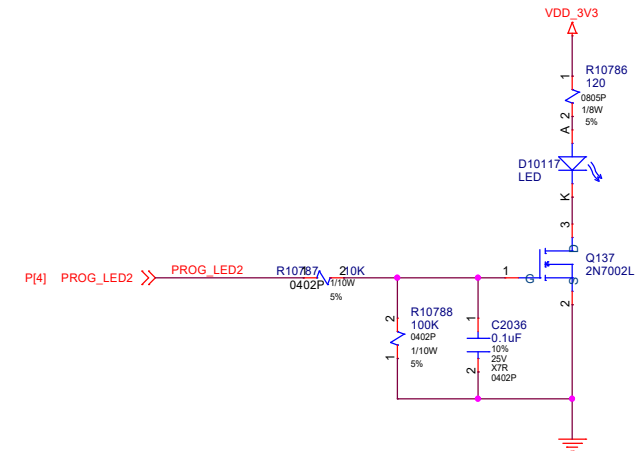 VDD_3V3
1
R10786
120
0805P
1/8W
5%
2
A
D10117
LED
K
3
D
Q137
2N7002L
G
S
1
2
P[4] PROG_LED2
PROG_LED2
R10787
1
2
10K
0402P
1/10W
5%
2
R10788
100K
0402P
1/10W
5%
1
1
C2036
0.1uF
10%
25V
X7R
0402P
2